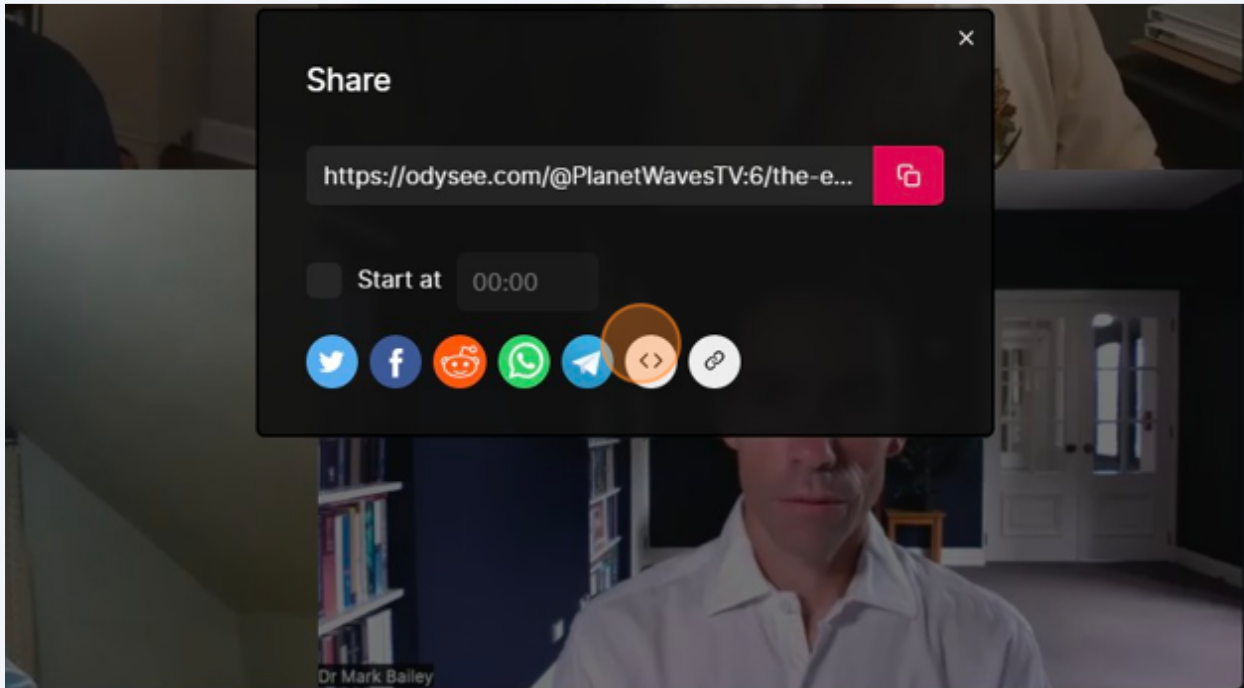 Share
https://odysee.com/@PlanetWavesTV:6/the-e...
Start at
00:00
Dr Mark Bailey